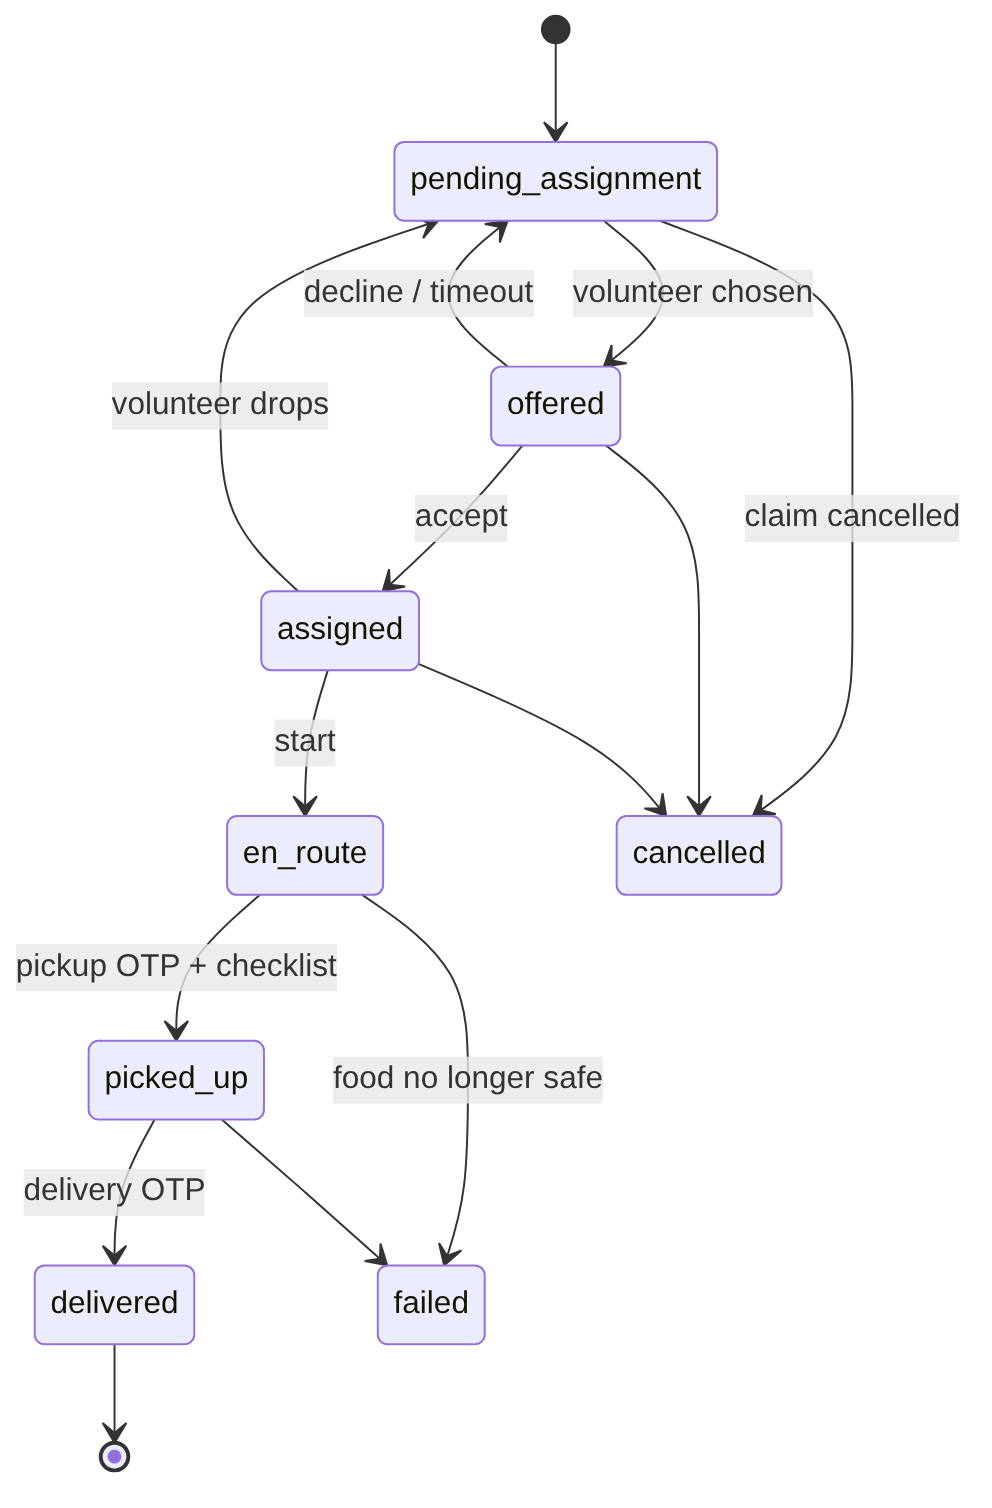 pending_assignment
decline / timeout
volunteer chosen
volunteer drops
offered
accept
claim cancelled
assigned
start
en_route
cancelled
pickup OTP + checklist
picked_up
food no longer safe
delivery OTP
delivered
failed